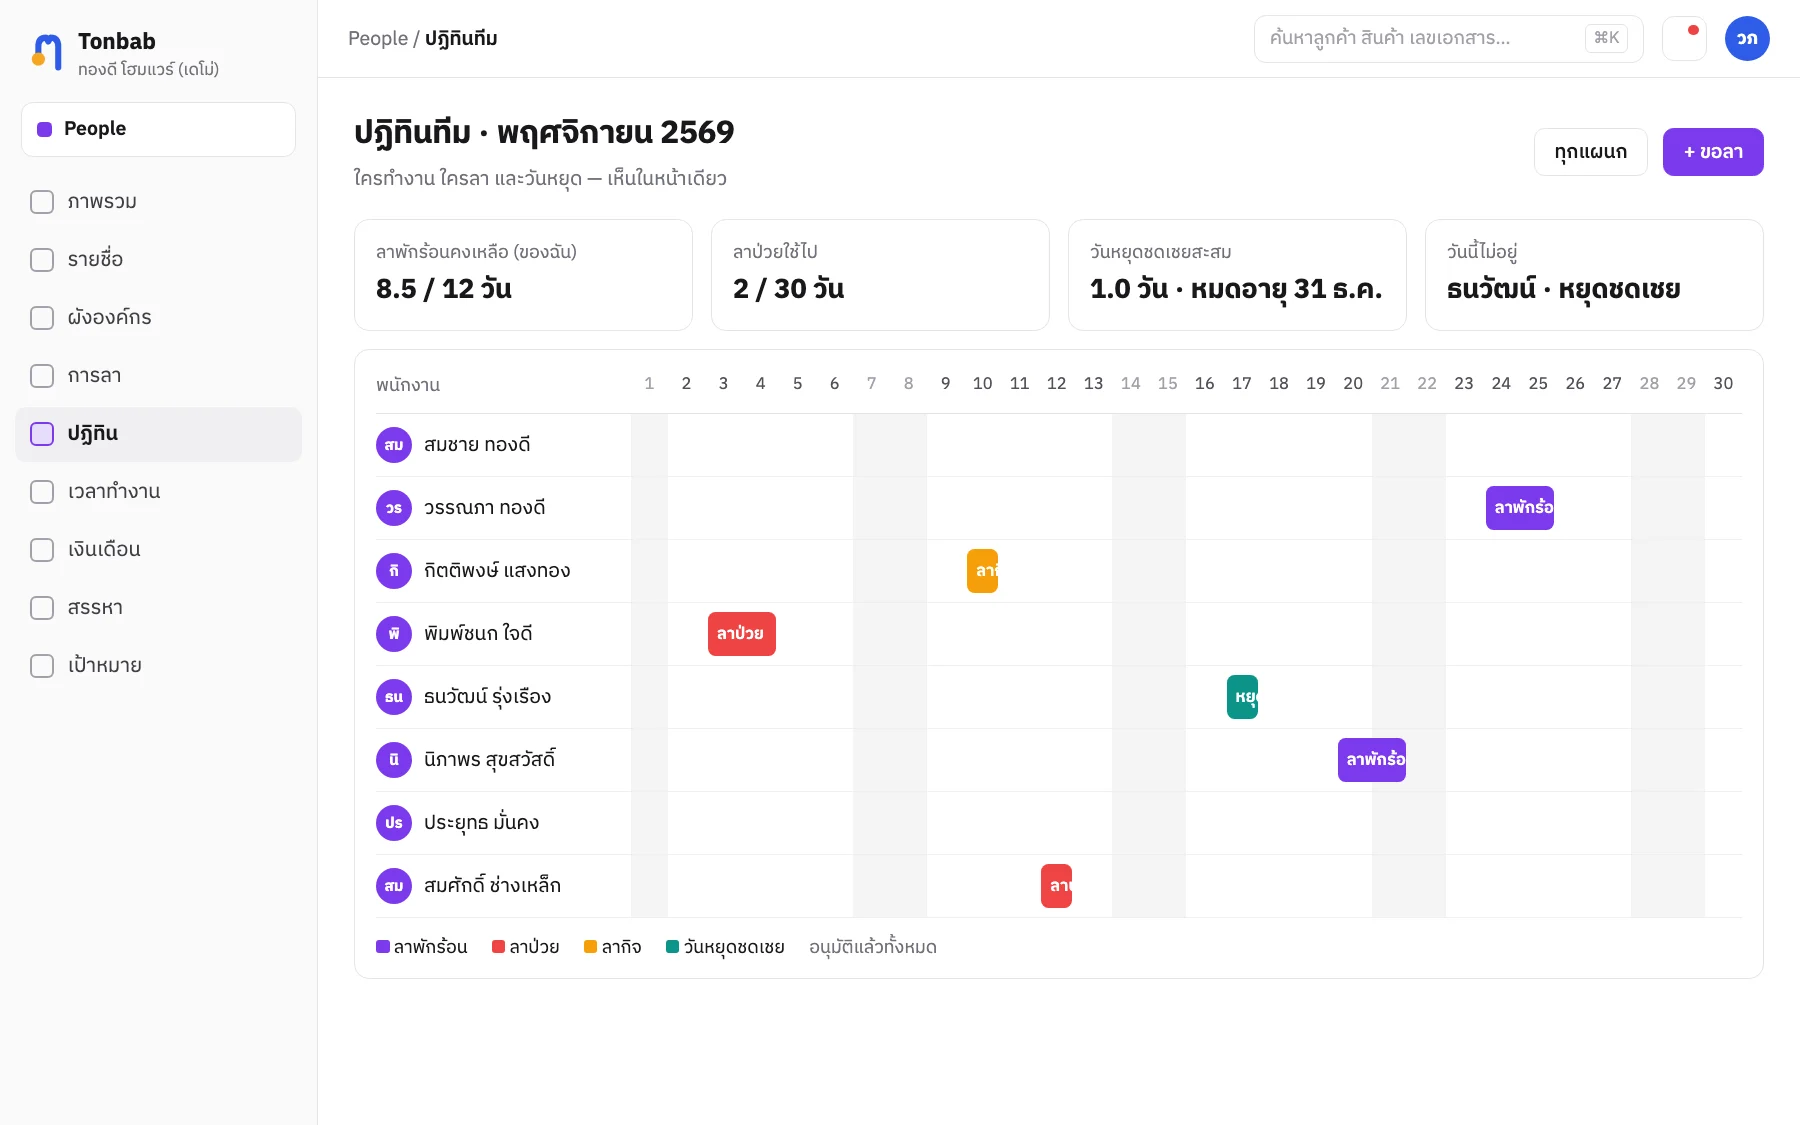 Tonbab
ทองดี โฮมแวร์ (เดโม่)
People
ภาพรวม
รายชื่อ
ผังองค์กร
การลา
ปฏิทิน
เวลาทำงาน
เงินเดือน
สรรหา
เป้าหมาย
People / ปฏิทินทีม
ค้นหาลูกค้า สินค้า เลขเอกสาร...
⌘K
วภ
ปฏิทินทีม · พฤศจิกายน 2569
ใครทำงาน ใครลา และวันหยุด — เห็นในหน้าเดียว
ทุกแผนก
+ ขอลา
ลาพักร้อนคงเหลือ (ของฉัน)
8.5 / 12 วัน
ลาป่วยใช้ไป
2 / 30 วัน
วันหยุดชดเชยสะสม
1.0 วัน · หมดอายุ 31 ธ.ค.
วันนี้ไม่อยู่
ธนวัฒน์ · หยุดชดเชย
พนักงาน 1 2 3 4 5 6 7 8 9 10 11 12 13 14 15 16 17 18 19 20 21 22 23 24 25 26 27 28 29 30
สม สมชาย ทองดี
วร วรรณภา ทองดี ลาพักร้อ
กิ กิตติพงษ์ แสงทอง ลากิ
พิ พิมพ์ชนก ใจดี ลาป่วย
ธน ธนวัฒน์ รุ่งเรือง หยุด
นิ นิภาพร สุขสวัสดิ์ ลาพักร้อ
ปร ประยุทธ มั่นคง
สม สมศักดิ์ ช่างเหล็ก ลาป
ลาพักร้อน ลาป่วย ลากิจ วันหยุดชดเชย อนุมัติแล้วทั้งหมด